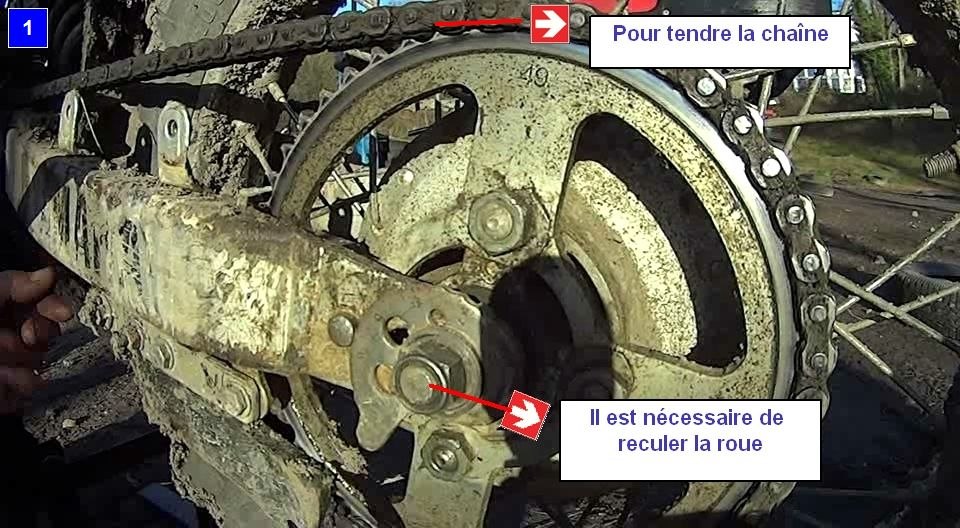 1
Pour tendre la chaîne
49
Il est nécessaire de
reculer la roue